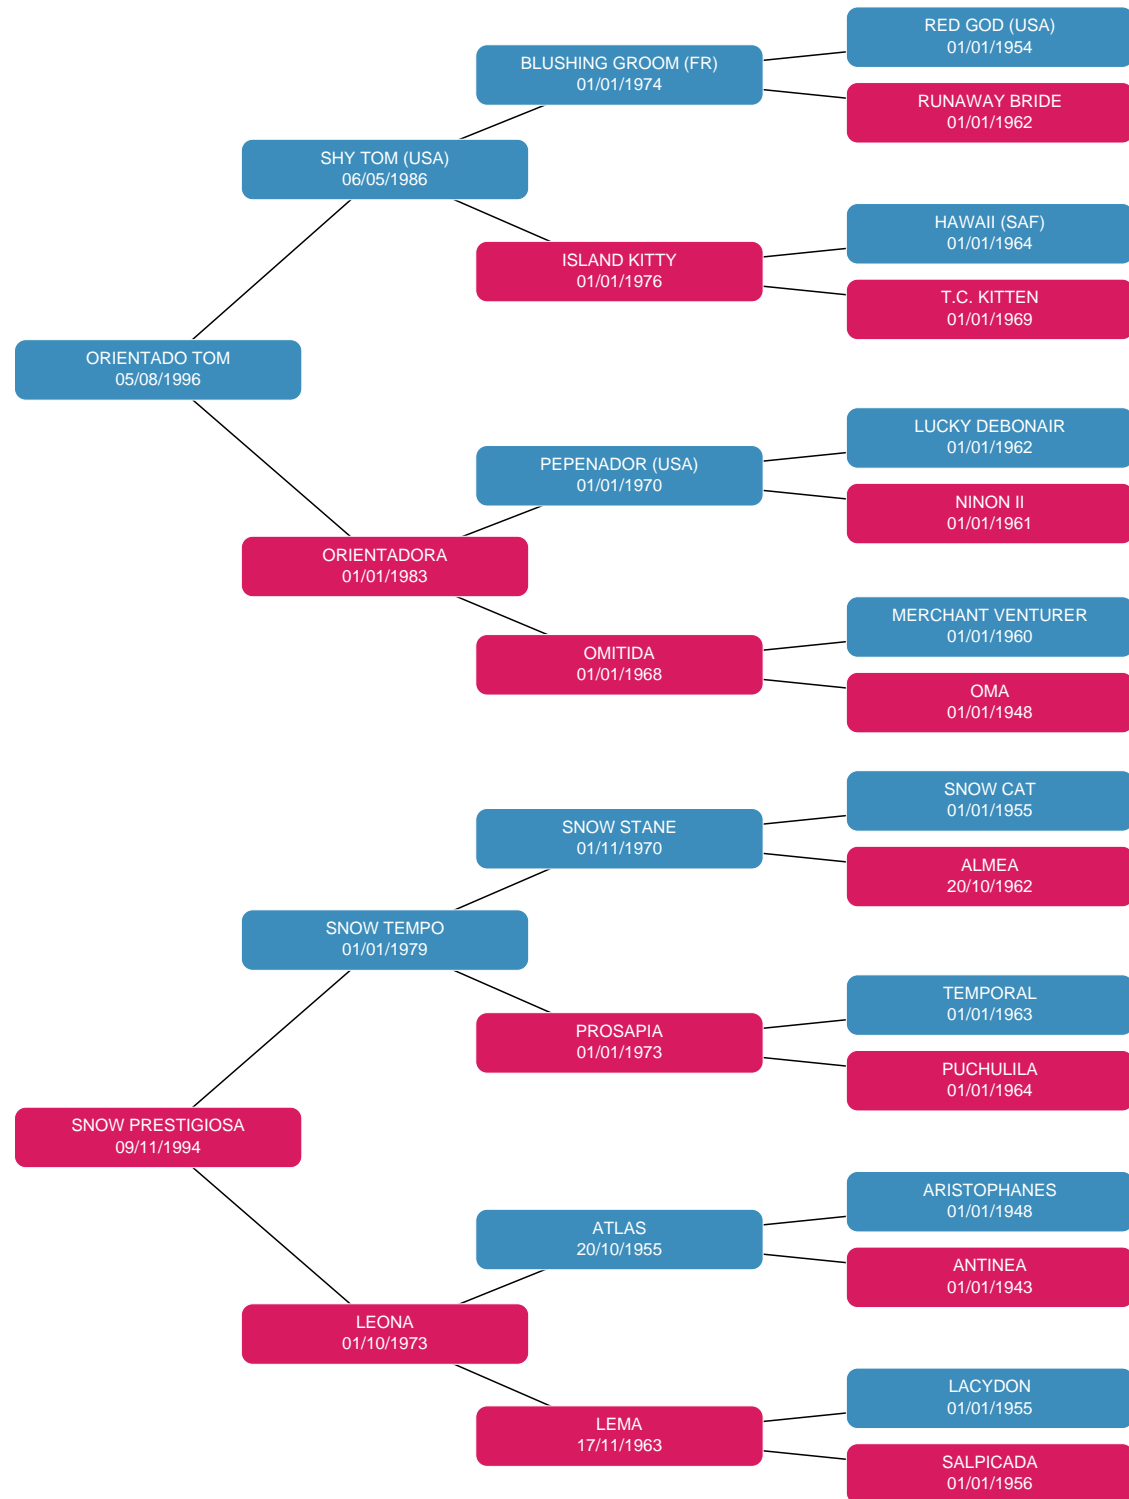 RED GOD (USA)
01/01/1954
BLUSHING GROOM (FR)
01/01/1974
RUNAWAY BRIDE
01/01/1962
SHY TOM (USA)
06/05/1986
HAWAII (SAF)
01/01/1964
ISLAND KITTY
01/01/1976
T.C. KITTEN
01/01/1969
ORIENTADO TOM
05/08/1996
LUCKY DEBONAIR
01/01/1962
PEPENADOR (USA)
01/01/1970
NINON II
01/01/1961
ORIENTADORA
01/01/1983
MERCHANT VENTURER
01/01/1960
OMITIDA
01/01/1968
OMA
01/01/1948
SNOW CAT
01/01/1955
SNOW STANE
01/11/1970
ALMEA
20/10/1962
SNOW TEMPO
01/01/1979
TEMPORAL
01/01/1963
PROSAPIA
01/01/1973
PUCHULILA
01/01/1964
SNOW PRESTIGIOSA
09/11/1994
ARISTOPHANES
01/01/1948
ATLAS
20/10/1955
ANTINEA
01/01/1943
LEONA
01/10/1973
LACYDON
01/01/1955
LEMA
17/11/1963
SALPICADA
01/01/1956